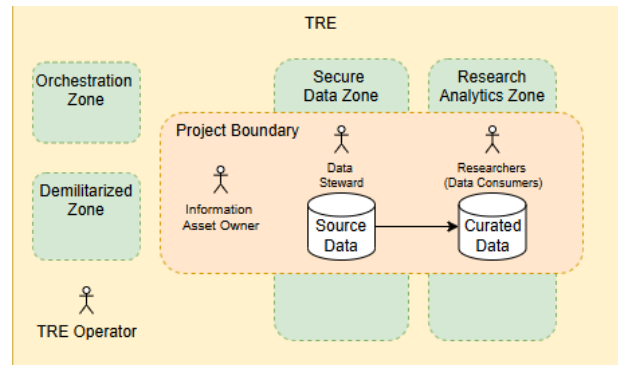 TRE
Orchestration
Zone
Secure
Data Zone
Research
Analytics Zone
Project Boundary
Demilitarized
Zone
Information
Asset Owner
Data
Steward
Researchers
(Data Consumers)
Source
Data
Curated
Data
TRE Operator